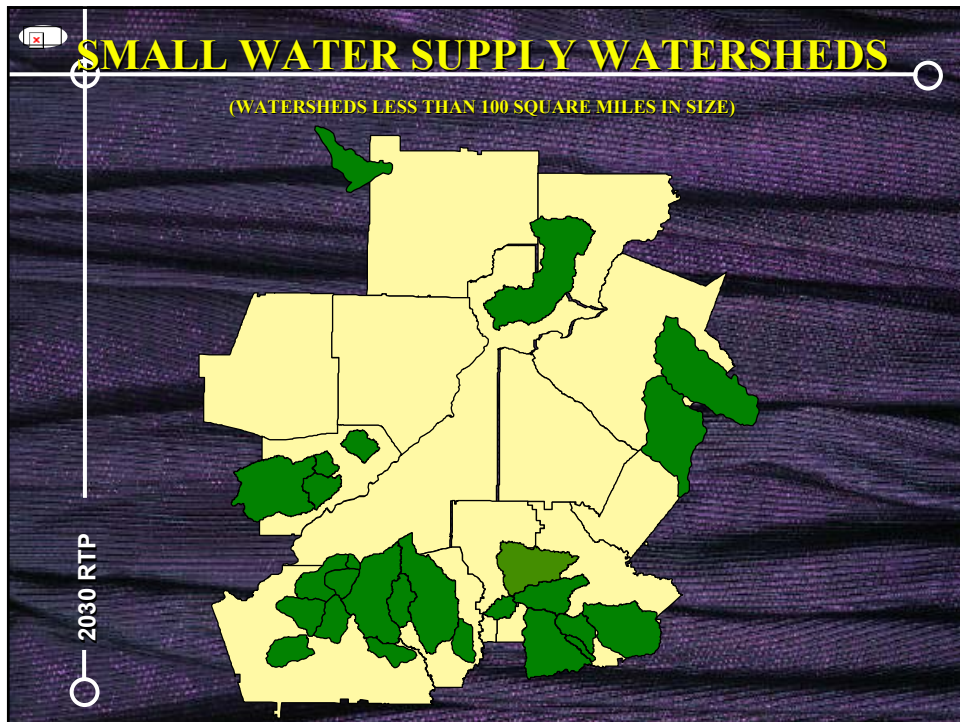 SMALL WATER SUPPLY WATERSHEDS
(WATERSHEDS LESS THAN 100 SQUARE MILES IN SIZE)
2030 RTP